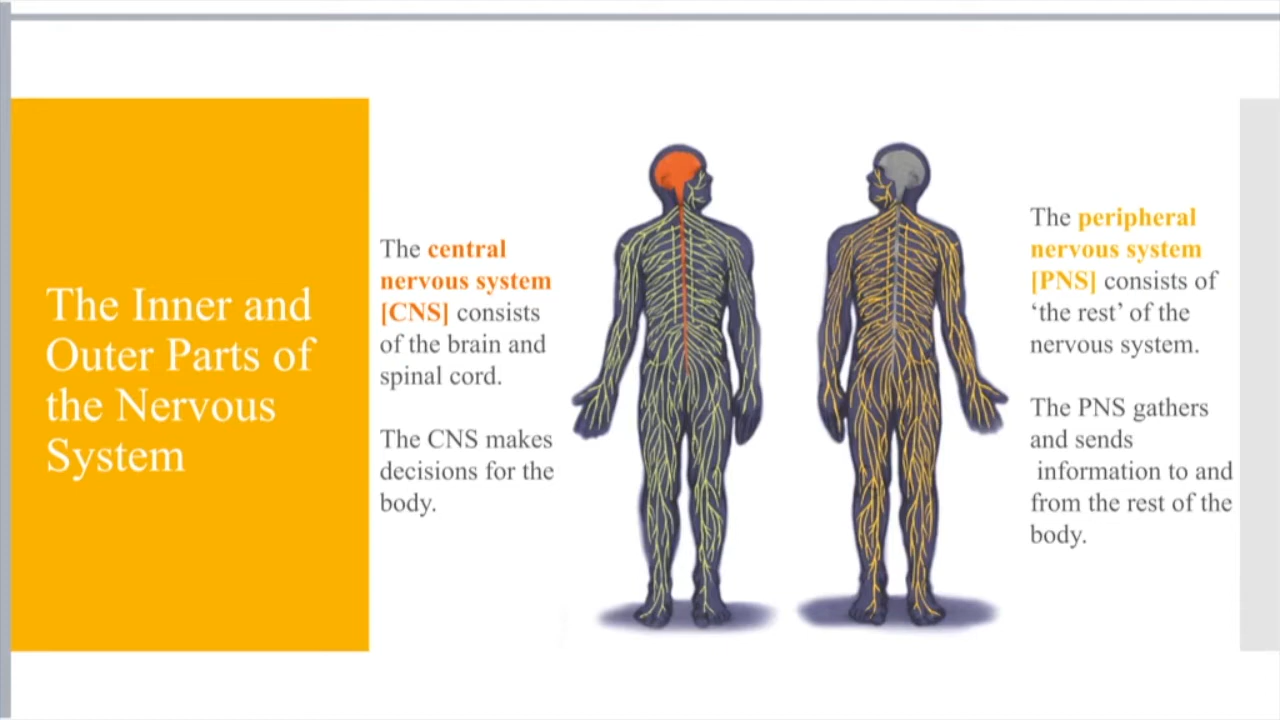 The Inner and
Outer Parts of
the Nervous
System
The central
nervous system
[CNS] consists
of the brain and
spinal cord.
The CNS makes
decisions for the
body.
The peripheral
nervous system
[PNS] consists of
‘the rest’ of the
nervous system.
The PNS gathers
and sends
information to and
from the rest of the
body.